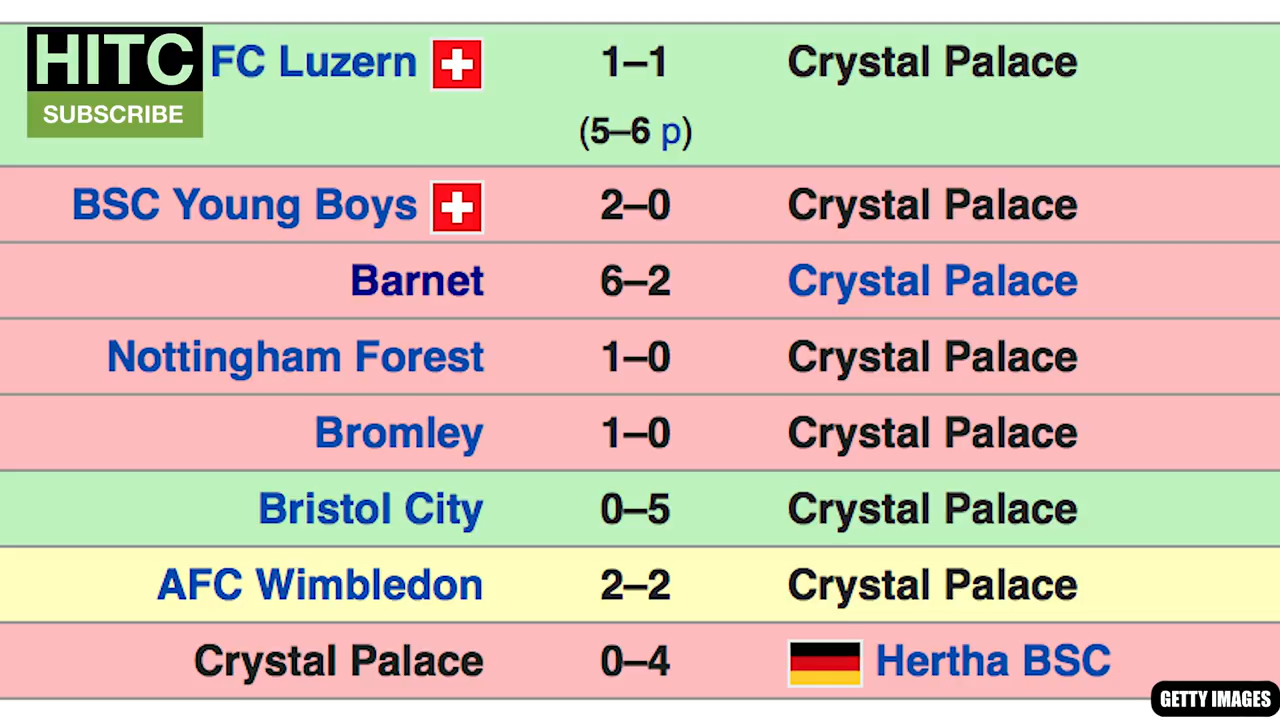 HITC
SUBSCRIBE
FC Luzern 1–1 Crystal Palace
(5–6 p)
BSC Young Boys 2–0 Crystal Palace
Barnet 6–2 Crystal Palace
Nottingham Forest 1–0 Crystal Palace
Bromley 1–0 Crystal Palace
Bristol City 0–5 Crystal Palace
AFC Wimbledon 2–2 Crystal Palace
Crystal Palace 0–4 Hertha BSC
GETTY IMAGES